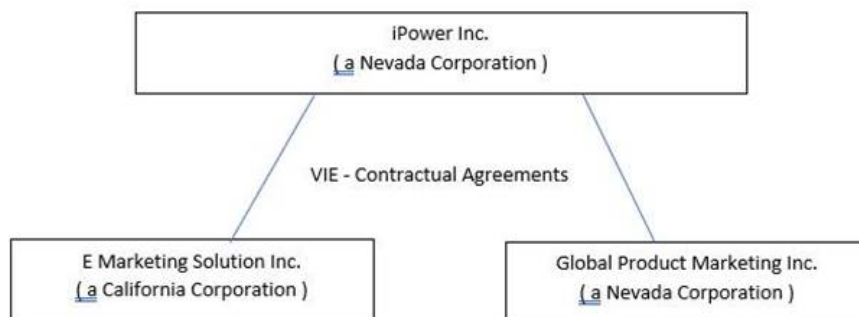 iPower Inc.
( a Nevada Corporation )
VIE - Contractual Agreements
E Marketing Solution Inc.
( a California Corporation )
Global Product Marketing Inc.
( a Nevada Corporation )